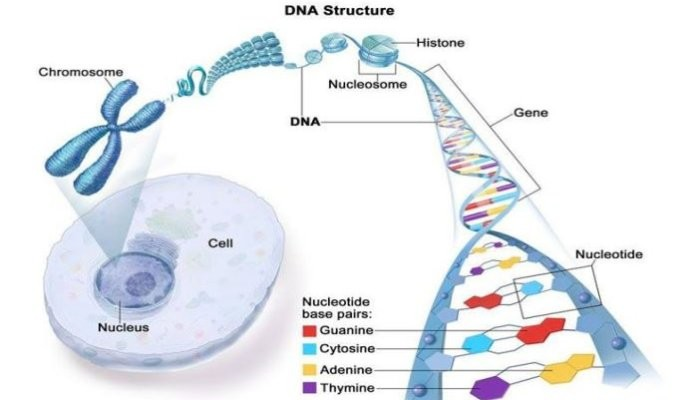 DNA Structure
Histone
Chromosome
Nucleosome
Gene
DNA
Cell
Nucleotide
Nucleus
Nucleotide
base pairs:
Guanine
Cytosine
Adenine
Thymine